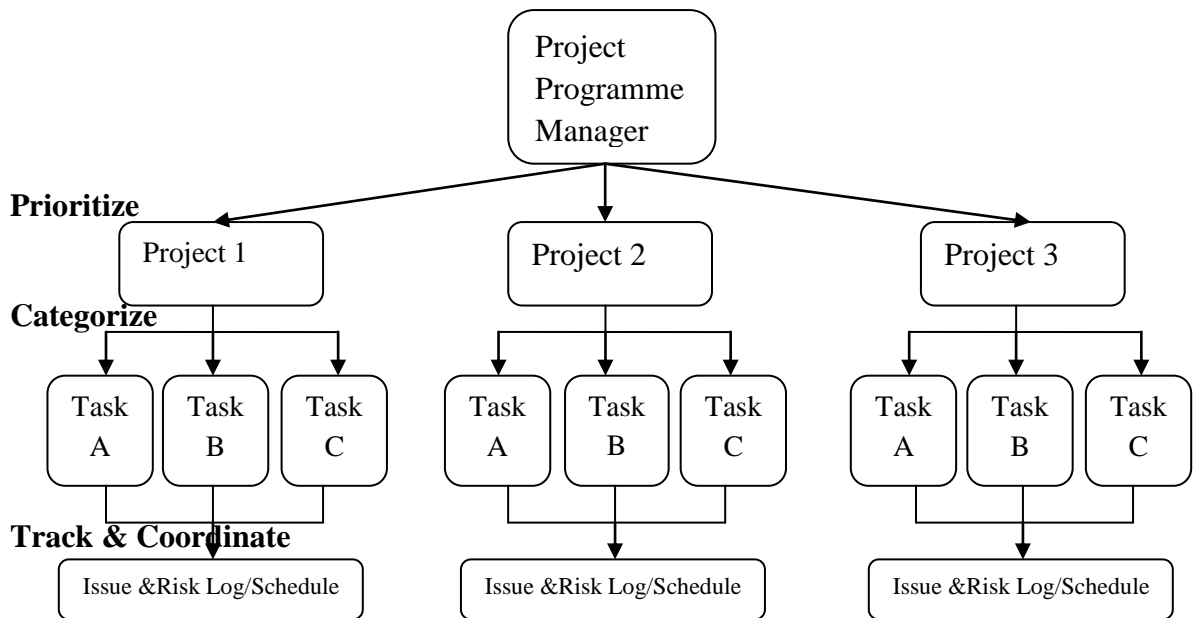 Project
Programme
Manager
Prioritize
Project 1
Project 2
Project 3
Categorize
Task
A
Task
B
Task
C
Task
A
Task
B
Task
C
Task
A
Task
B
Task
C
Track & Coordinate
Issue &Risk Log/Schedule
Issue &Risk Log/Schedule
Issue &Risk Log/Schedule